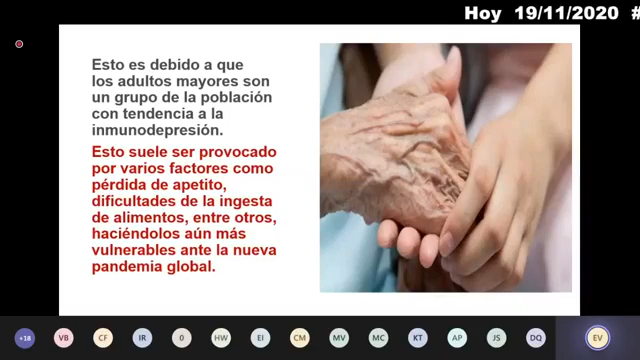 Hoy 19/11/2020 #
Esto es debido a que
los adultos mayores son
un grupo de la población
con tendencia a la
inmunodepresión.
Esto suele ser provocado
por varios factores como
pérdida de apetito,
dificultades de la ingesta
de alimentos, entre otros,
haciéndolos aún más
vulnerables ante la nueva
pandemia global.
+18 VB CF IR 0 HW EI CM MV MC KT AP JS DQ EV